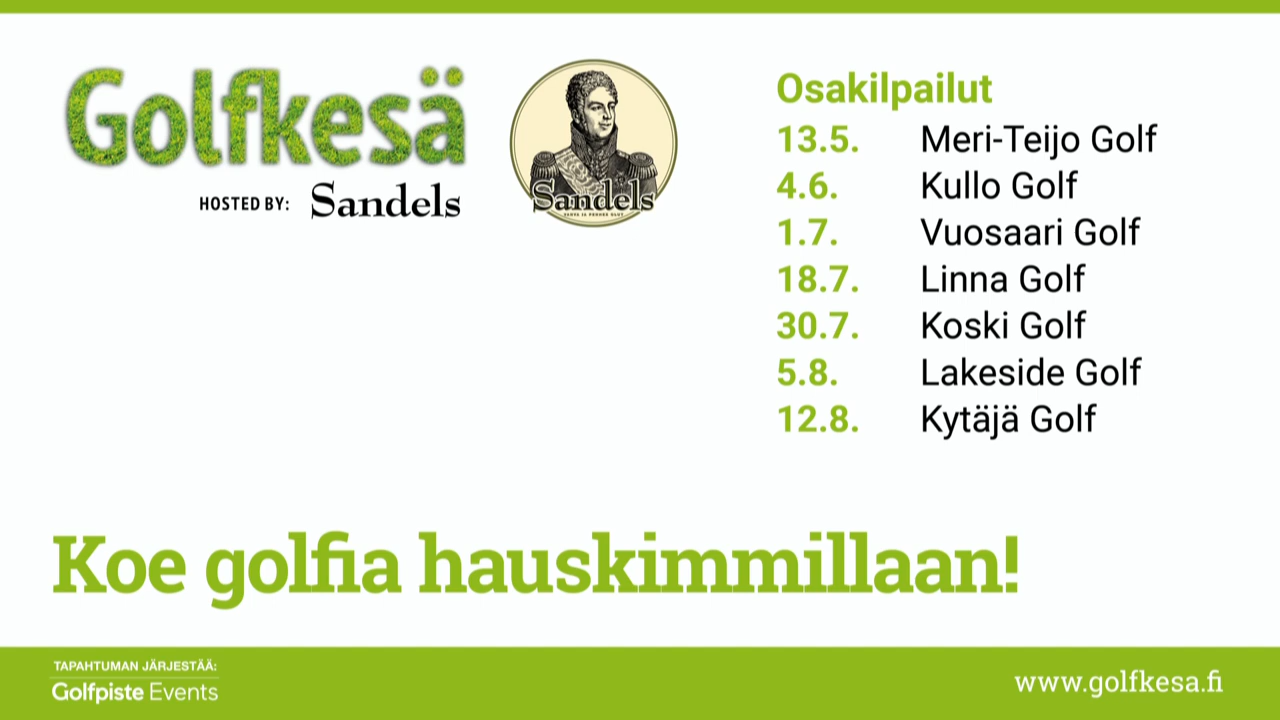 Golfkesä
HOSTED BY: Sandels
Sandels
Osakilpailut
13.5. Meri-Teijo Golf
4.6. Kullo Golf
1.7. Vuosaari Golf
18.7. Linna Golf
30.7. Koski Golf
5.8. Lakeside Golf
12.8. Kytäjä Golf
Koe golfia hauskimmillaan!
TAPAHTUMAN JÄRJESTÄÄ:
Golfpiste Events
www.golfkesa.fi